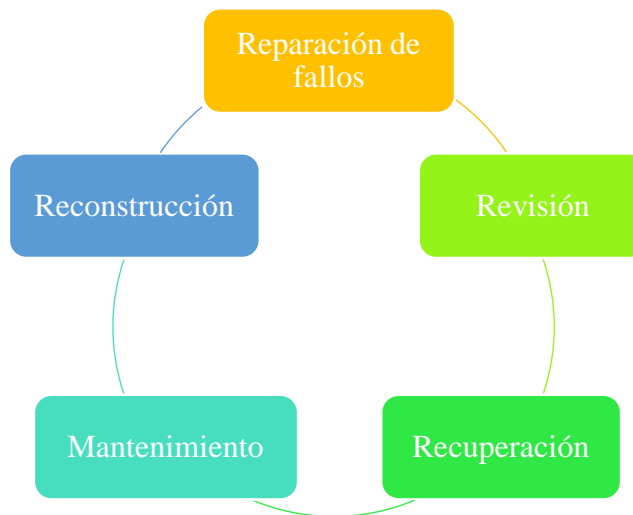 Reparación de
fallos
Reconstrucción
Revisión
Mantenimiento
Recuperación